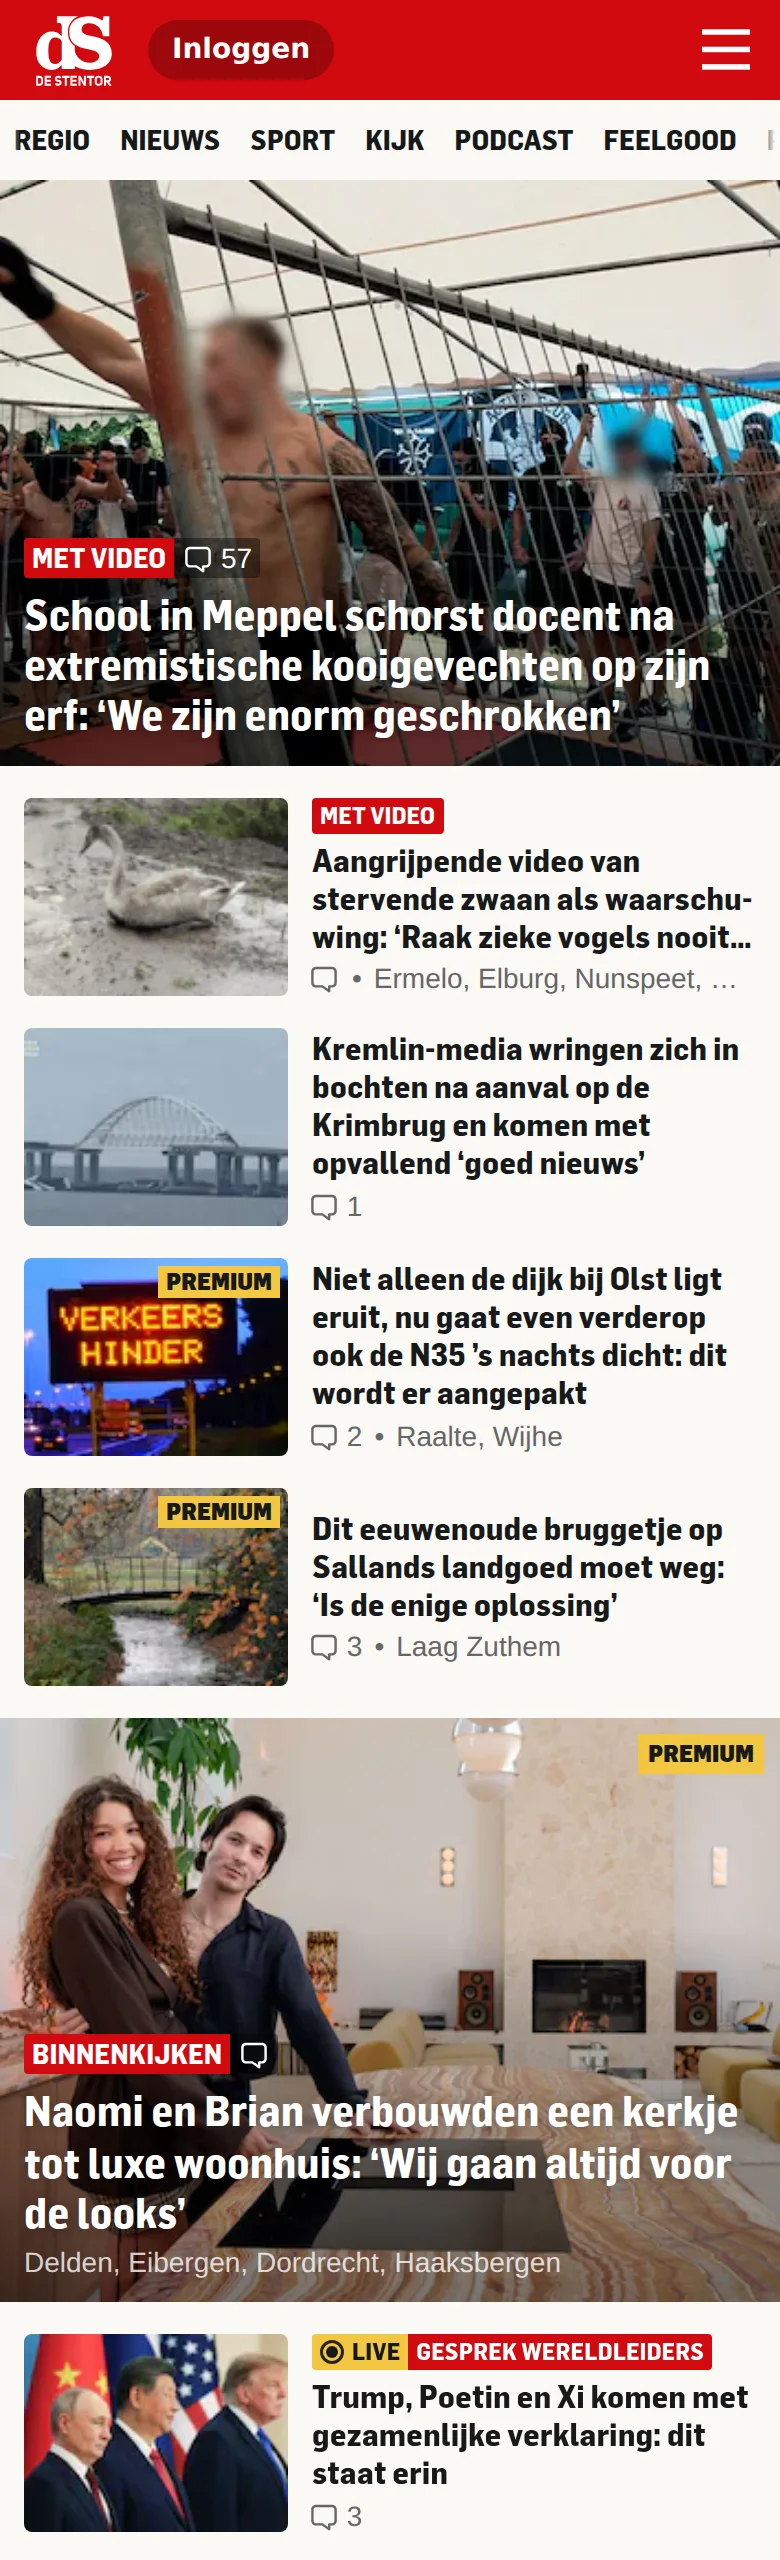 dS
DE STENTOR
Inloggen
REGIO NIEUWS SPORT KIJK PODCAST FEELGOOD
MET VIDEO 57
School in Meppel schorst docent na
extremistische kooigevechten op zijn
erf: ‘We zijn enorm geschrokken’
MET VIDEO
Aangrijpende video van
stervende zwaan als waarschu-
wing: ‘Raak zieke vogels nooit...
• Ermelo, Elburg, Nunspeet, …
Kremlin-media wringen zich in
bochten na aanval op de
Krimbrug en komen met
opvallend ‘goed nieuws’
1
PREMIUM
VERKEERS
HINDER
Niet alleen de dijk bij Olst ligt
eruit, nu gaat even verderop
ook de N35 ’s nachts dicht: dit
wordt er aangepakt
2 • Raalte, Wijhe
PREMIUM
Dit eeuwenoude bruggetje op
Sallands landgoed moet weg:
‘Is de enige oplossing’
3 • Laag Zuthem
PREMIUM
BINNENKIJKEN
Naomi en Brian verbouwden een kerkje
tot luxe woonhuis: ‘Wij gaan altijd voor
de looks’
Delden, Eibergen, Dordrecht, Haaksbergen
LIVE GESPREK WERELDLEIDERS
Trump, Poetin en Xi komen met
gezamenlijke verklaring: dit
staat erin
3